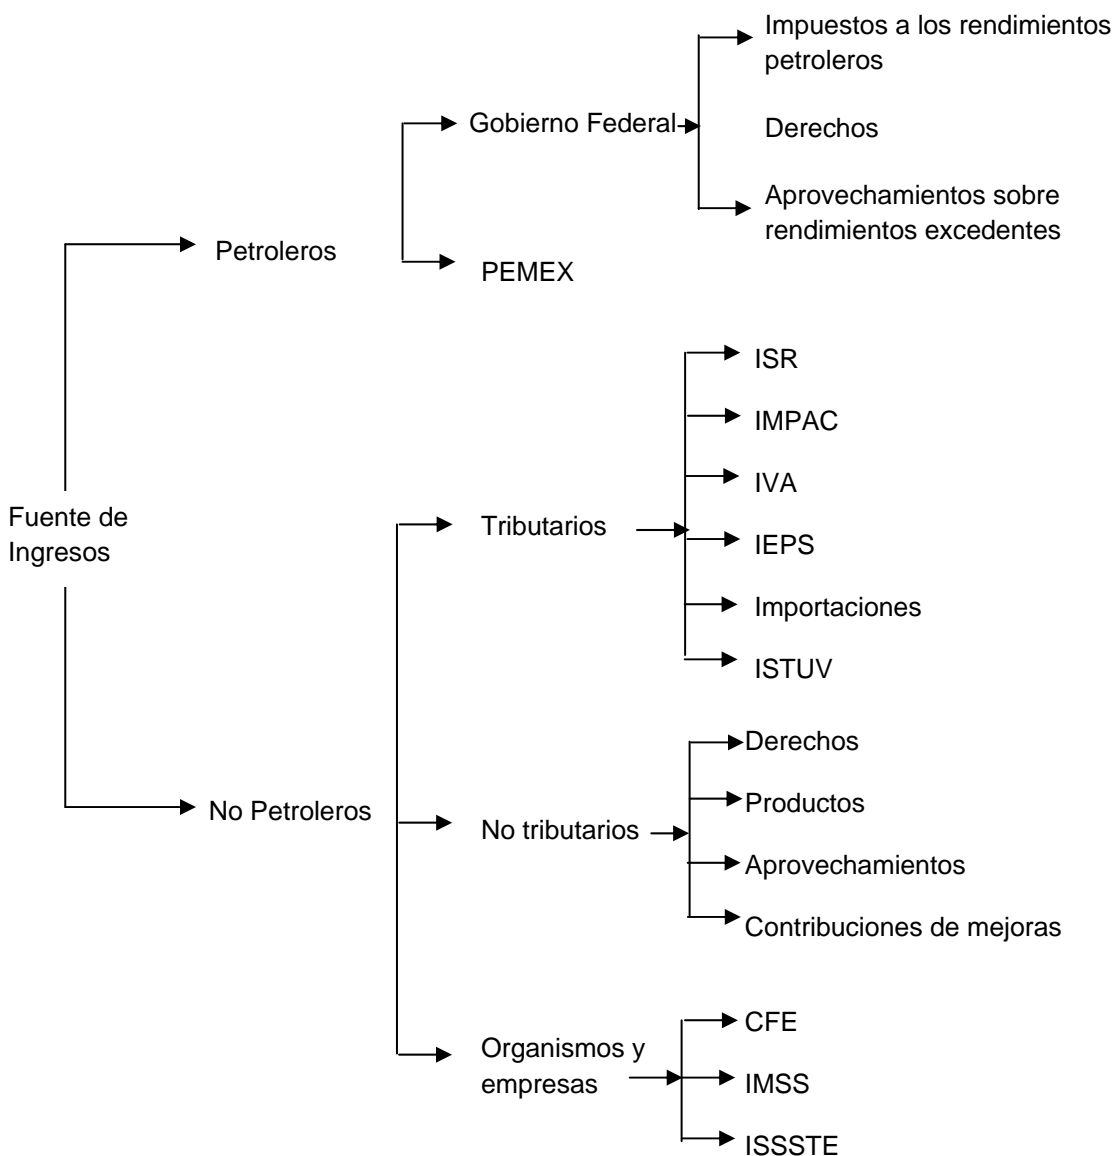 Impuestos a los rendimientos
petroleros
Gobierno Federal
Derechos
Aprovechamientos sobre
rendimientos excedentes
Petroleros
PEMEX
ISR
IMPAC
IVA
Fuente de
Ingresos
Tributarios
IEPS
Importaciones
ISTUV
Derechos
No Petroleros
Productos
No tributarios
Aprovechamientos
Contribuciones de mejoras
CFE
Organismos y
empresas
IMSS
ISSSTE